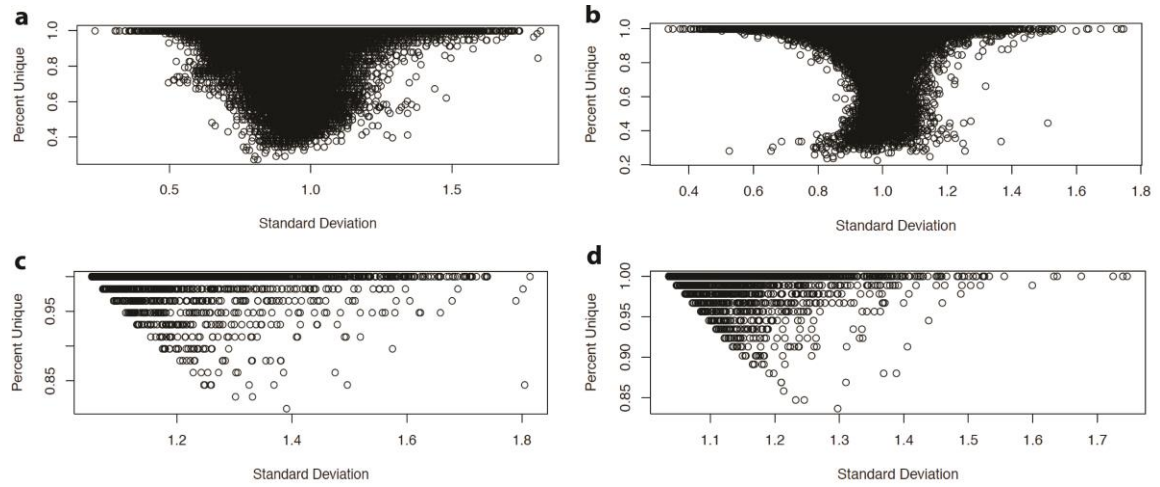 a
Percent Unique
1.0
0.8
0.6
0.4
0.5 1.0 1.5
Standard Deviation
b
Percent Unique
1.0
0.8
0.6
0.4
0.2
0.4 0.6 0.8 1.0 1.2 1.4 1.6 1.8
Standard Deviation
c
Percent Unique
0.95
0.85
1.2 1.4 1.6 1.8
Standard Deviation
d
Percent Unique
1.00
0.95
0.90
0.85
1.1 1.2 1.3 1.4 1.5 1.6 1.7
Standard Deviation